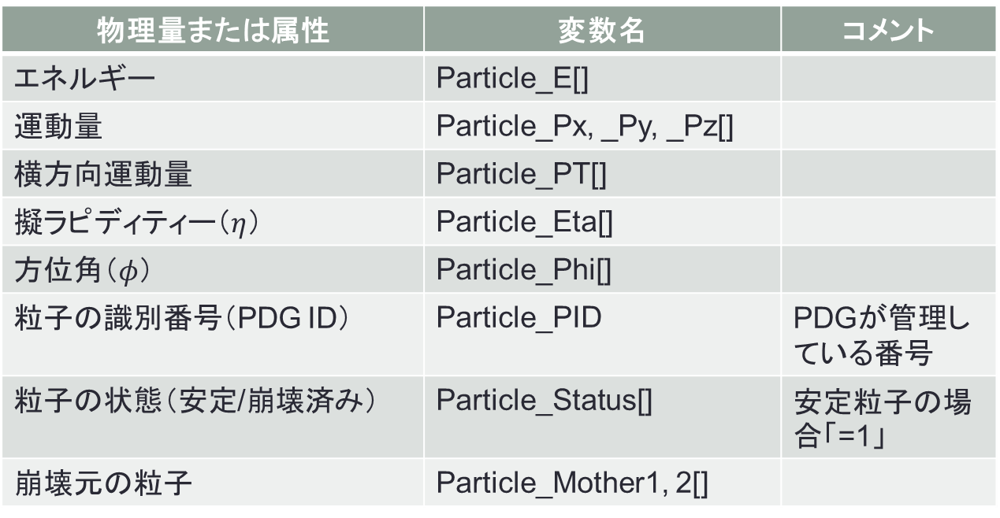 物理量または属性 変数名 コメント
エネルギー Particle_E[]
運動量 Particle_Px, _Py, _Pz[]
横方向運動量 Particle_PT[]
擬ラピディティー(η) Particle_Eta[]
方位角(ϕ) Particle_Phi[]
粒子の識別番号(PDG ID) Particle_PID PDGが管理し
ている番号
粒子の状態(安定/崩壊済み) Particle_Status[] 安定粒子の場
合「=1」
崩壊元の粒子 Particle_Mother1, 2[]